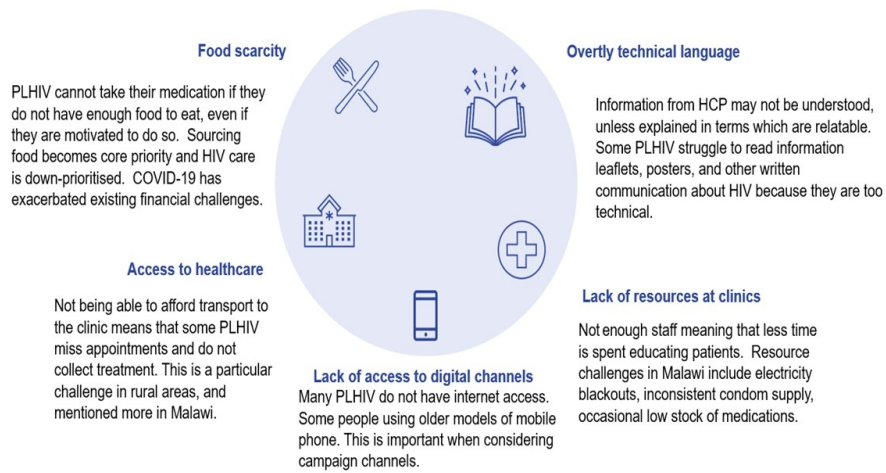 Food scarcity
PLHIV cannot take their medication if they
do not have enough food to eat, even if
they are motivated to do so. Sourcing
food becomes core priority and HIV care
is down-prioritised. COVID-19 has
exacerbated existing financial challenges.
Overtly technical language
Information from HCP may not be understood,
unless explained in terms which are relatable.
Some PLHIV struggle to read information
leaflets, posters, and other written
communication about HIV because they are too
technical.
Access to healthcare
Not being able to afford transport to
the clinic means that some PLHIV
miss appointments and do not
collect treatment. This is a particular
challenge in rural areas, and
mentioned more in Malawi.
Lack of access to digital channels
Many PLHIV do not have internet access.
Some people using older models of mobile
phone. This is important when considering
campaign channels.
Lack of resources at clinics
Not enough staff meaning that less time
is spent educating patients. Resource
challenges in Malawi include electricity
blackouts, inconsistent condom supply,
occasional low stock of medications.